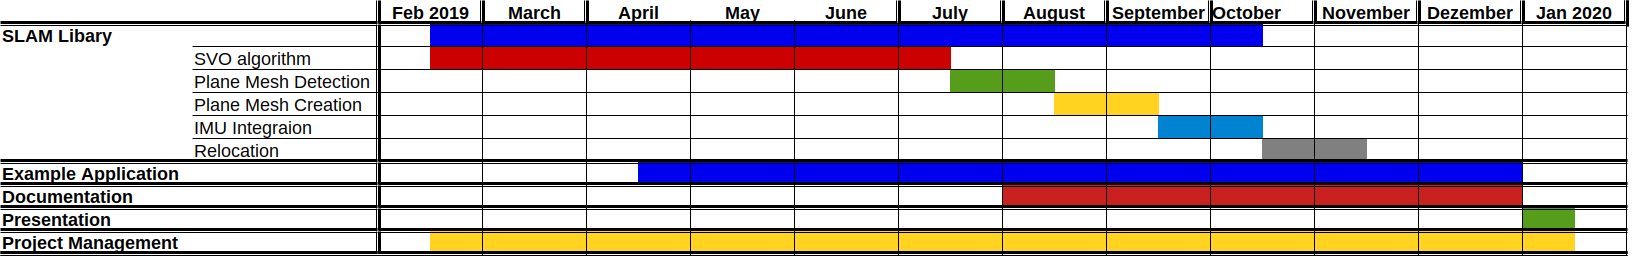 Feb 2019 March April May June July August September October November Dezember Jan 2020
SLAM Libary
SVO algorithm
Plane Mesh Detection
Plane Mesh Creation
IMU Integraion
Relocation
Example Application
Documentation
Presentation
Project Management